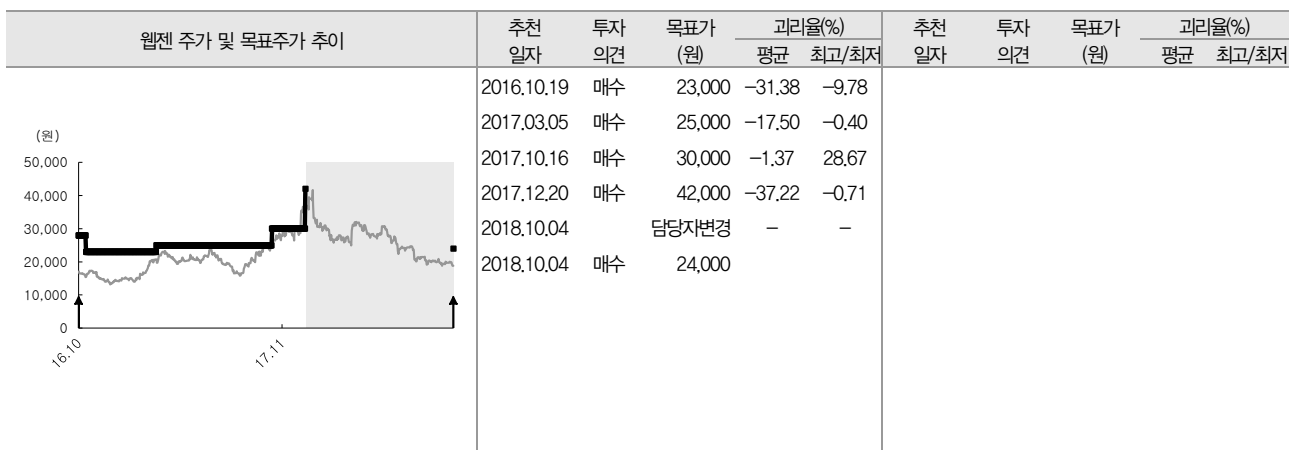 웹젠 주가 및 목표주가 추이
추천 투자 목표가 괴리율(%) 추천 투자 목표가 괴리율(%)
일자 의견 (원) 평균 최고/최저 일자 의견 (원) 평균 최고/최저
2016.10.19 매수 23,000 -31.38 -9.78
2017.03.05 매수 25,000 -17.50 -0.40
2017.10.16 매수 30,000 -1.37 28.67
2017.12.20 매수 42,000 -37.22 -0.71
2018.10.04 담당자변경 - -
2018.10.04 매수 24,000
(원)
50,000
40,000
30,000
20,000
10,000
0
16.10
17.11